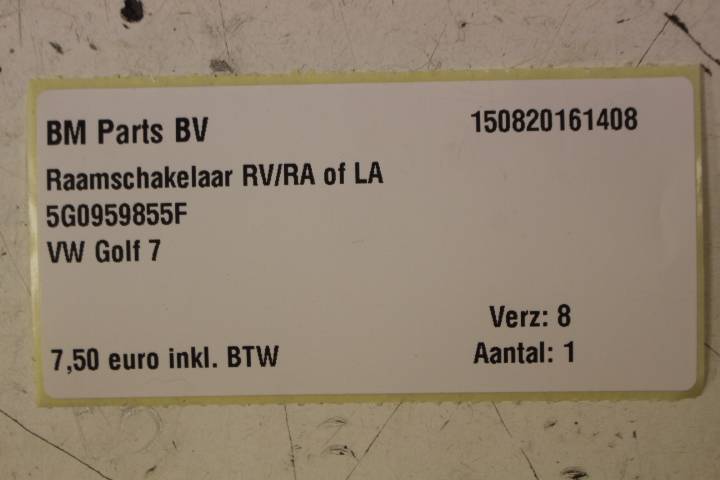 BM Parts BV 150820161408
Raamschakelaar RV/RA of LA
5G0959855F
VW Golf 7
Verz: 8
7,50 euro inkl. BTW Aantal: 1